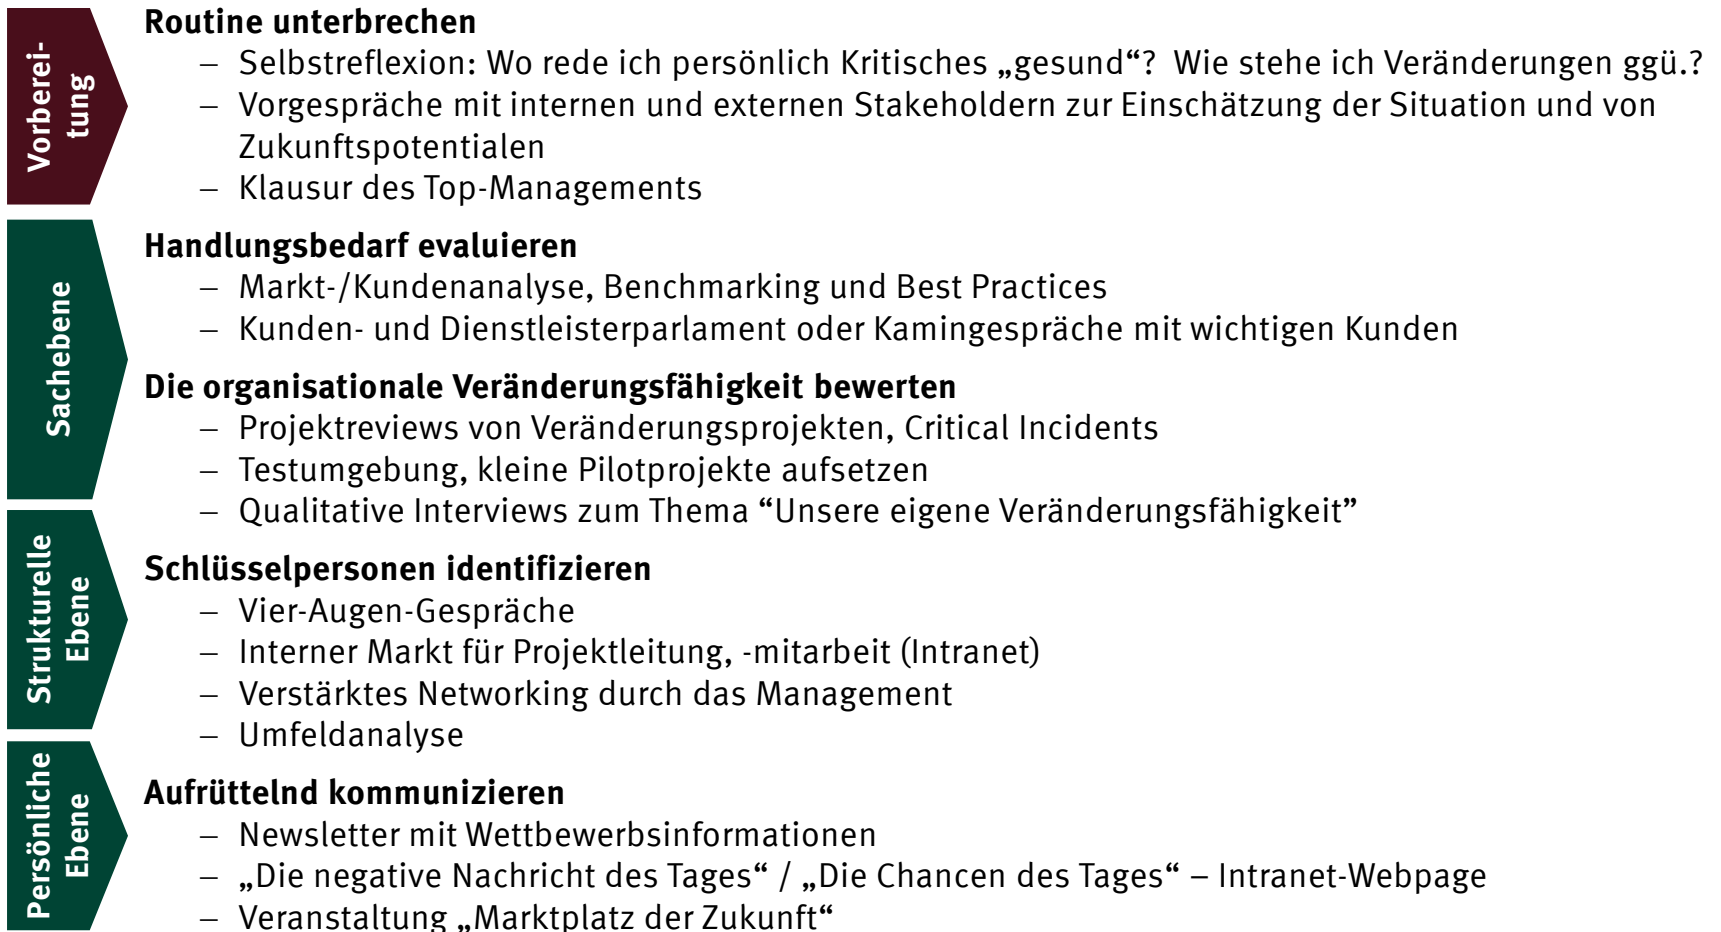 Vorberei-
tung
Routine unterbrechen
– Selbstreflexion: Wo rede ich persönlich Kritisches „gesund“? Wie stehe ich Veränderungen ggü.?
– Vorgespräche mit internen und externen Stakeholdern zur Einschätzung der Situation und von
Zukunftspotentialen
– Klausur des Top-Managements
Sachebene
Handlungsbedarf evaluieren
– Markt-/Kundenanalyse, Benchmarking und Best Practices
– Kunden- und Dienstleisterparlament oder Kamingespräche mit wichtigen Kunden
Die organisationale Veränderungsfähigkeit bewerten
– Projektreviews von Veränderungsprojekten, Critical Incidents
– Testumgebung, kleine Pilotprojekte aufsetzen
– Qualitative Interviews zum Thema “Unsere eigene Veränderungsfähigkeit”
Strukturelle
Ebene
Schlüsselpersonen identifizieren
– Vier-Augen-Gespräche
– Interner Markt für Projektleitung, -mitarbeit (Intranet)
– Verstärktes Networking durch das Management
– Umfeldanalyse
Persönliche
Ebene
Aufrüttelnd kommunizieren
– Newsletter mit Wettbewerbsinformationen
– „Die negative Nachricht des Tages“ / „Die Chancen des Tages“ – Intranet-Webpage
– Veranstaltung „Marktplatz der Zukunft“